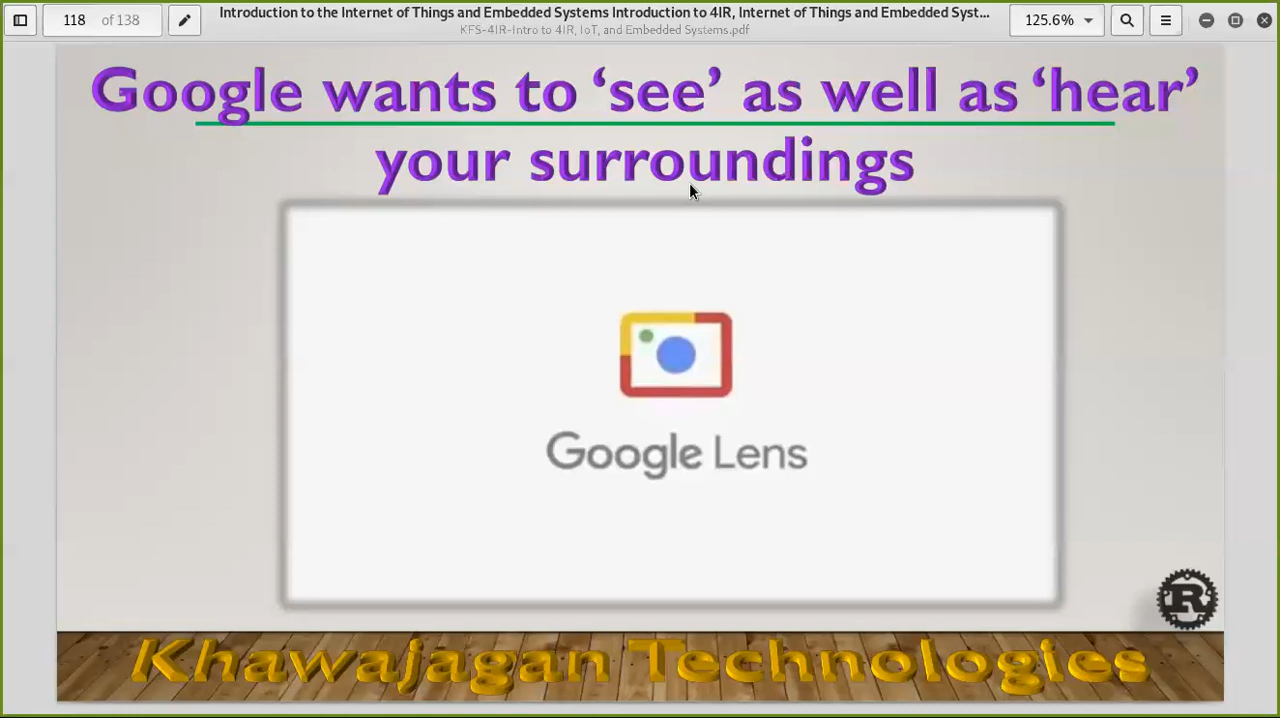 118 of 138
Introduction to the Internet of Things and Embedded Systems Introduction to 4IR, Internet of Things and Embedded Syst...
KFS-4IR-Intro to 4IR, IoT, and Embedded Systems.pdf
125.6%
Google wants to ‘see’ as well as ‘hear’
your surroundings
Google Lens
R
Khawajagan Technologies